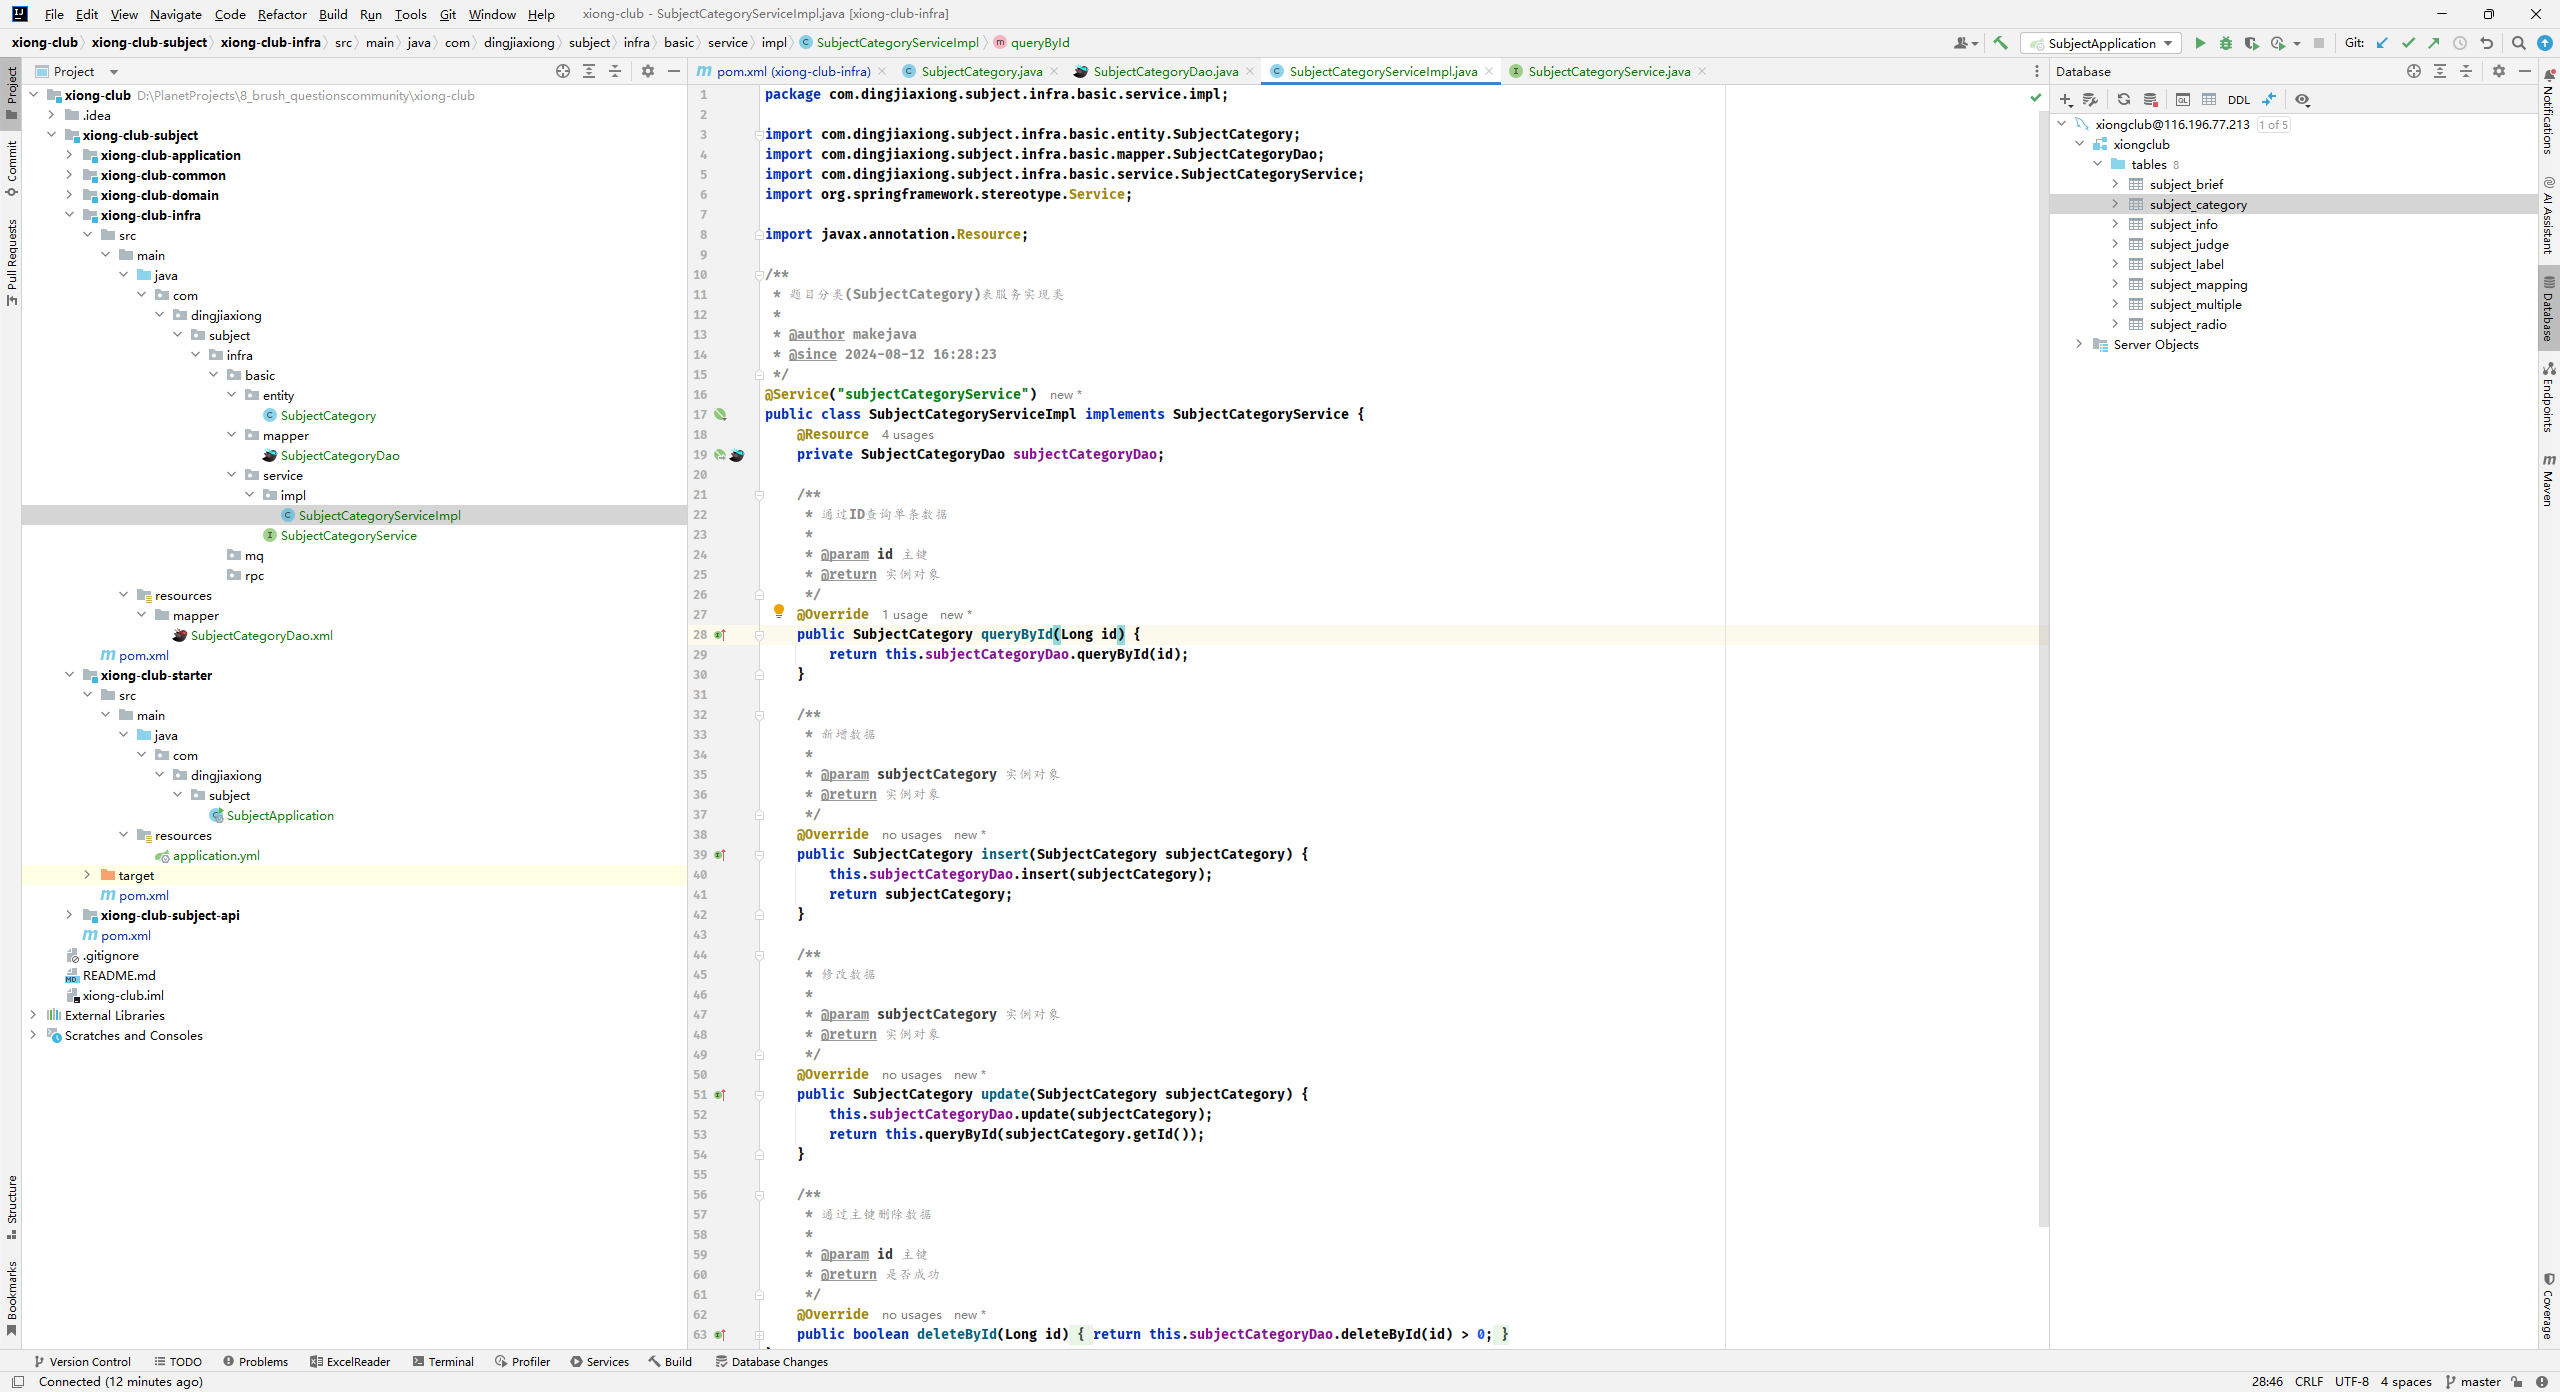 File Edit View Navigate Code Refactor Build Run Tools Git Window Help xiong-club - SubjectCategoryServiceImpl.java [xiong-club-infra]
xiong-club xiong-club-subject xiong-club-infra src main java com dingjiaxiong subject infra basic service impl SubjectCategoryServiceImpl queryById SubjectApplication Git:
Project
Commit
Pull Requests
Structure
Bookmarks
Project
xiong-club D:\PlanetProjects\8_brush_questionscommunity\xiong-club
.idea
xiong-club-subject
xiong-club-application
xiong-club-common
xiong-club-domain
xiong-club-infra
src
main
java
com
dingjiaxiong
subject
infra
basic
entity
SubjectCategory
mapper
SubjectCategoryDao
service
impl
SubjectCategoryServiceImpl
SubjectCategoryService
mq
rpc
resources
mapper
SubjectCategoryDao.xml
pom.xml
xiong-club-starter
src
main
java
com
dingjiaxiong
subject
SubjectApplication
resources
application.yml
target
pom.xml
xiong-club-subject-api
pom.xml
.gitignore
README.md
xiong-club.iml
External Libraries
Scratches and Consoles
pom.xml (xiong-club-infra) SubjectCategory.java SubjectCategoryDao.java SubjectCategoryServiceImpl.java SubjectCategoryService.java
1 package com.dingjiaxiong.subject.infra.basic.service.impl;
2
3 import com.dingjiaxiong.subject.infra.basic.entity.SubjectCategory;
4 import com.dingjiaxiong.subject.infra.basic.mapper.SubjectCategoryDao;
5 import com.dingjiaxiong.subject.infra.basic.service.SubjectCategoryService;
6 import org.springframework.stereotype.Service;
7
8 import javax.annotation.Resource;
9
10 /**
11 * 题目分类(SubjectCategory)表服务实现类
12 *
13 * @author makejava
14 * @since 2024-08-12 16:28:23
15 */
16 @Service("subjectCategoryService") new *
17 public class SubjectCategoryServiceImpl implements SubjectCategoryService {
18 @Resource 4 usages
19 private SubjectCategoryDao subjectCategoryDao;
20
21 /**
22 * 通过ID查询单条数据
23 *
24 * @param id 主键
25 * @return 实例对象
26 */
27 @Override 1 usage new *
28 public SubjectCategory queryById(Long id) {
29 return this.subjectCategoryDao.queryById(id);
30 }
31
32 /**
33 * 新增数据
34 *
35 * @param subjectCategory 实例对象
36 * @return 实例对象
37 */
38 @Override no usages new *
39 public SubjectCategory insert(SubjectCategory subjectCategory) {
40 this.subjectCategoryDao.insert(subjectCategory);
41 return subjectCategory;
42 }
43
44 /**
45 * 修改数据
46 *
47 * @param subjectCategory 实例对象
48 * @return 实例对象
49 */
50 @Override no usages new *
51 public SubjectCategory update(SubjectCategory subjectCategory) {
52 this.subjectCategoryDao.update(subjectCategory);
53 return this.queryById(subjectCategory.getId());
54 }
55
56 /**
57 * 通过主键删除数据
58 *
59 * @param id 主键
60 * @return 是否成功
61 */
62 @Override no usages new *
63 public boolean deleteById(Long id) { return this.subjectCategoryDao.deleteById(id) > 0; }
Database
DDL
xiongclub@116.196.77.213 1 of 5
xiongclub
tables 8
subject_brief
subject_category
subject_info
subject_judge
subject_label
subject_mapping
subject_multiple
subject_radio
Server Objects
Notifications
AI Assistant
Database
Endpoints
Maven
Coverage
Version Control TODO Problems ExcelReader Terminal Profiler Services Build Database Changes
Connected (12 minutes ago) 28:46 CRLF UTF-8 4 spaces master